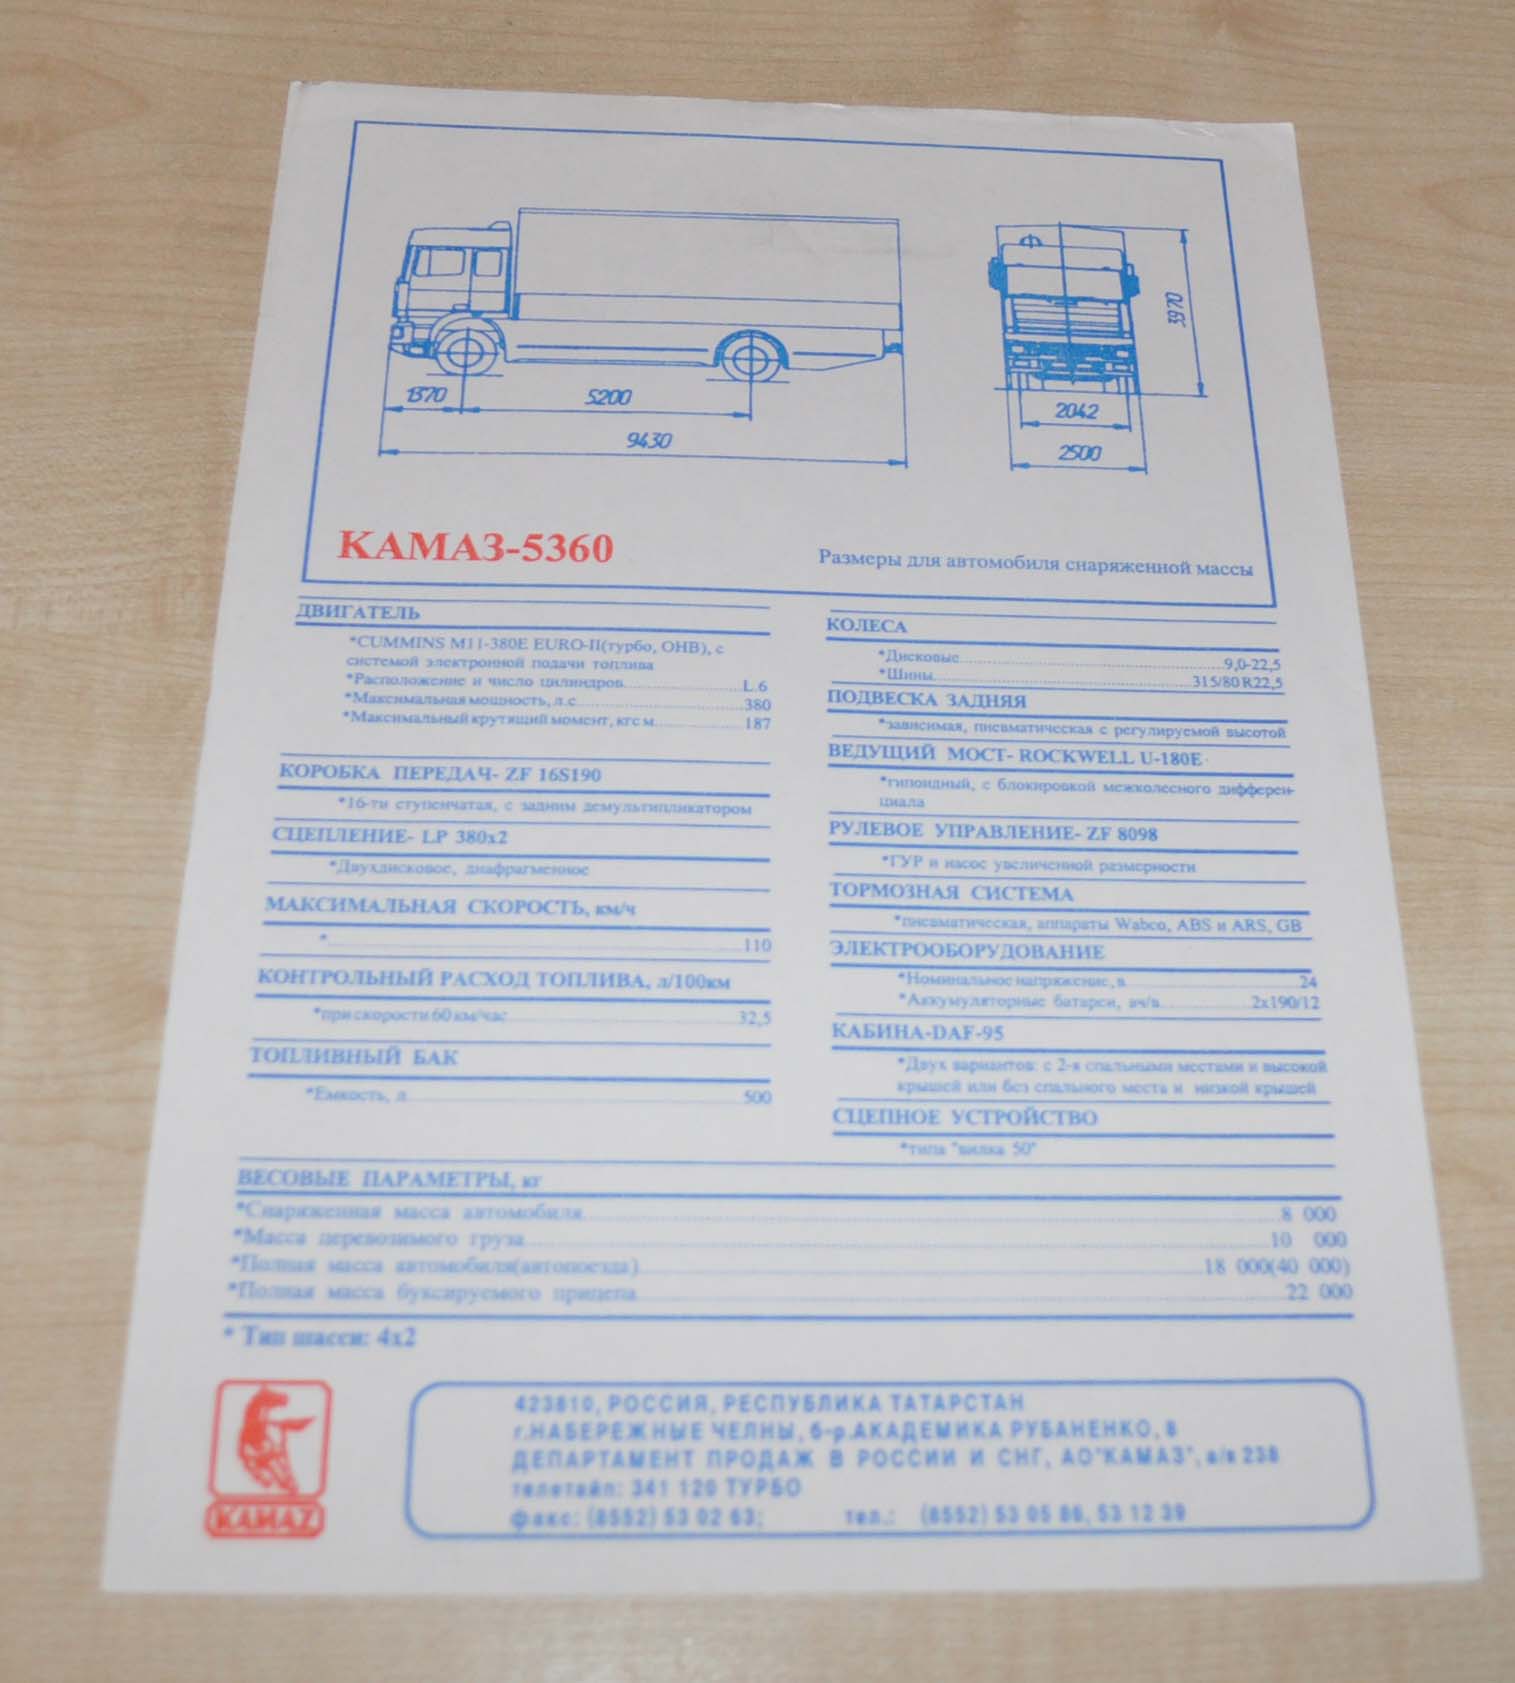 1370
5200
9430
3970
2042
2500
КАМАЗ-5360
Размеры для автомобиля снаряженной массы
ДВИГАТЕЛЬ
*CUMMINS M11-380E EURO-II(турбо, ОНВ), с
системой электронной подачи топлива
*Расположение и число цилиндров L.6
*Максимальная мощность, л.с. 380
*Максимальный крутящий момент, кгс м 187
КОРОБКА ПЕРЕДАЧ- ZF 16S190
*16-ти ступенчатая, с задним демультипликатором
СЦЕПЛЕНИЕ- LP 380x2
*Двухдисковое, диафрагменное
МАКСИМАЛЬНАЯ СКОРОСТЬ, км/ч
* 110
КОНТРОЛЬНЫЙ РАСХОД ТОПЛИВА, л/100км
*при скорости 60 км/час 32,5
ТОПЛИВНЫЙ БАК
*Емкость, л 500
КОЛЕСА
*Дисковые 9,0-22,5
*Шины 315/80 R22,5
ПОДВЕСКА ЗАДНЯЯ
*зависимая, пневматическая с регулируемой высотой
ВЕДУЩИЙ МОСТ- ROCKWELL U-180E
*гипоидный, с блокировкой межколесного дифферен-
циала
РУЛЕВОЕ УПРАВЛЕНИЕ- ZF 8098
*ГУР и насос увеличенной размерности
ТОРМОЗНАЯ СИСТЕМА
*пневматическая, аппараты Wabco, ABS и ARS, GB
ЭЛЕКТРООБОРУДОВАНИЕ
*Номинальное напряжение, в 24
*Аккумуляторные батареи, ач/в 2x190/12
КАБИНА-DAF-95
*Двух вариантов: с 2-я спальными местами и высокой
крышей или без спального места и низкой крышей
СЦЕПНОЕ УСТРОЙСТВО
*типа "вилка 50"
ВЕСОВЫЕ ПАРАМЕТРЫ, кг
*Снаряженная масса автомобиля 8 000
*Масса перевозимого груза 10 000
*Полная масса автомобиля(автопоезда) 18 000(40 000)
*Полная масса буксируемого прицепа 22 000
* Тип шасси: 4x2
KAMAZ
423810, РОССИЯ, РЕСПУБЛИКА ТАТАРСТАН
г.НАБЕРЕЖНЫЕ ЧЕЛНЫ, б-р.АКАДЕМИКА РУБАНЕНКО, 8
ДЕПАРТАМЕНТ ПРОДАЖ В РОССИИ И СНГ, АО"КАМАЗ", а/я 238
телетайп: 341 120 ТУРБО
факс: (8552) 53 02 63; тел.: (8552) 53 05 86, 53 12 39